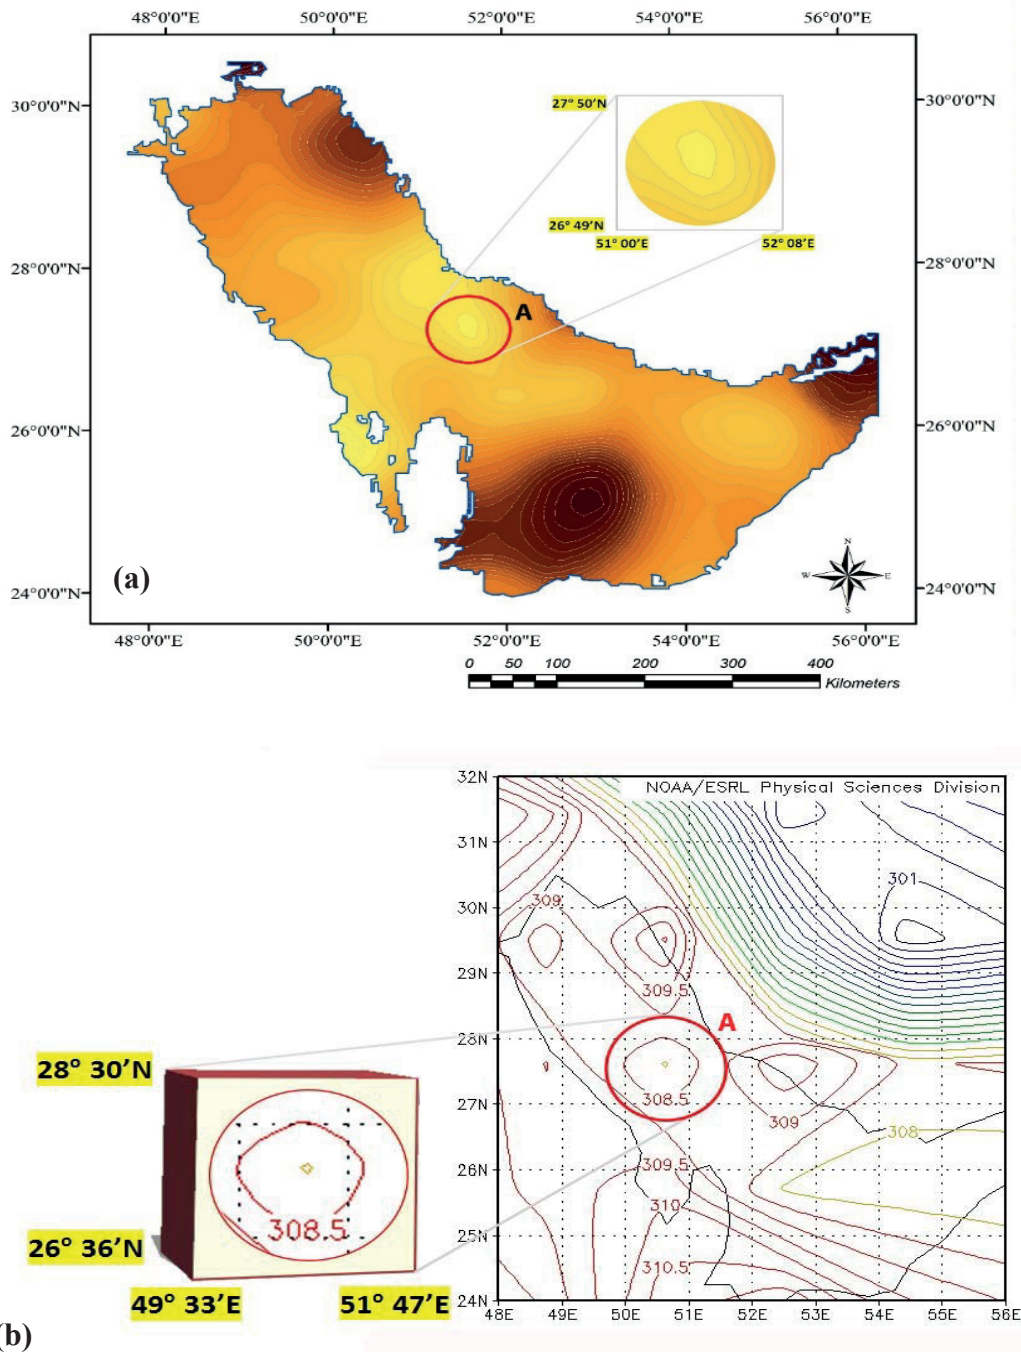 48°0'0"E 50°0'0"E 52°0'0"E 54°0'0"E 56°0'0"E
30°0'0"N 30°0'0"N
27° 50'N
26° 49'N
51° 00'E 52° 08'E
28°0'0"N 28°0'0"N
A
26°0'0"N 26°0'0"N
24°0'0"N 24°0'0"N
(a)
N
W E
S
48°0'0"E 50°0'0"E 52°0'0"E 54°0'0"E 56°0'0"E
0 50 100 200 300 400
Kilometers
NOAA/ESRL Physical Sciences Division
32N
31N
30N
29N
28N
27N
26N
25N
24N
301
309
309.5
A
308.5
309
308
309.5
310
310.5
48E 49E 50E 51E 52E 53E 54E 55E 56E
28° 30'N
308.5
26° 36'N
49° 33'E 51° 47'E
(b)